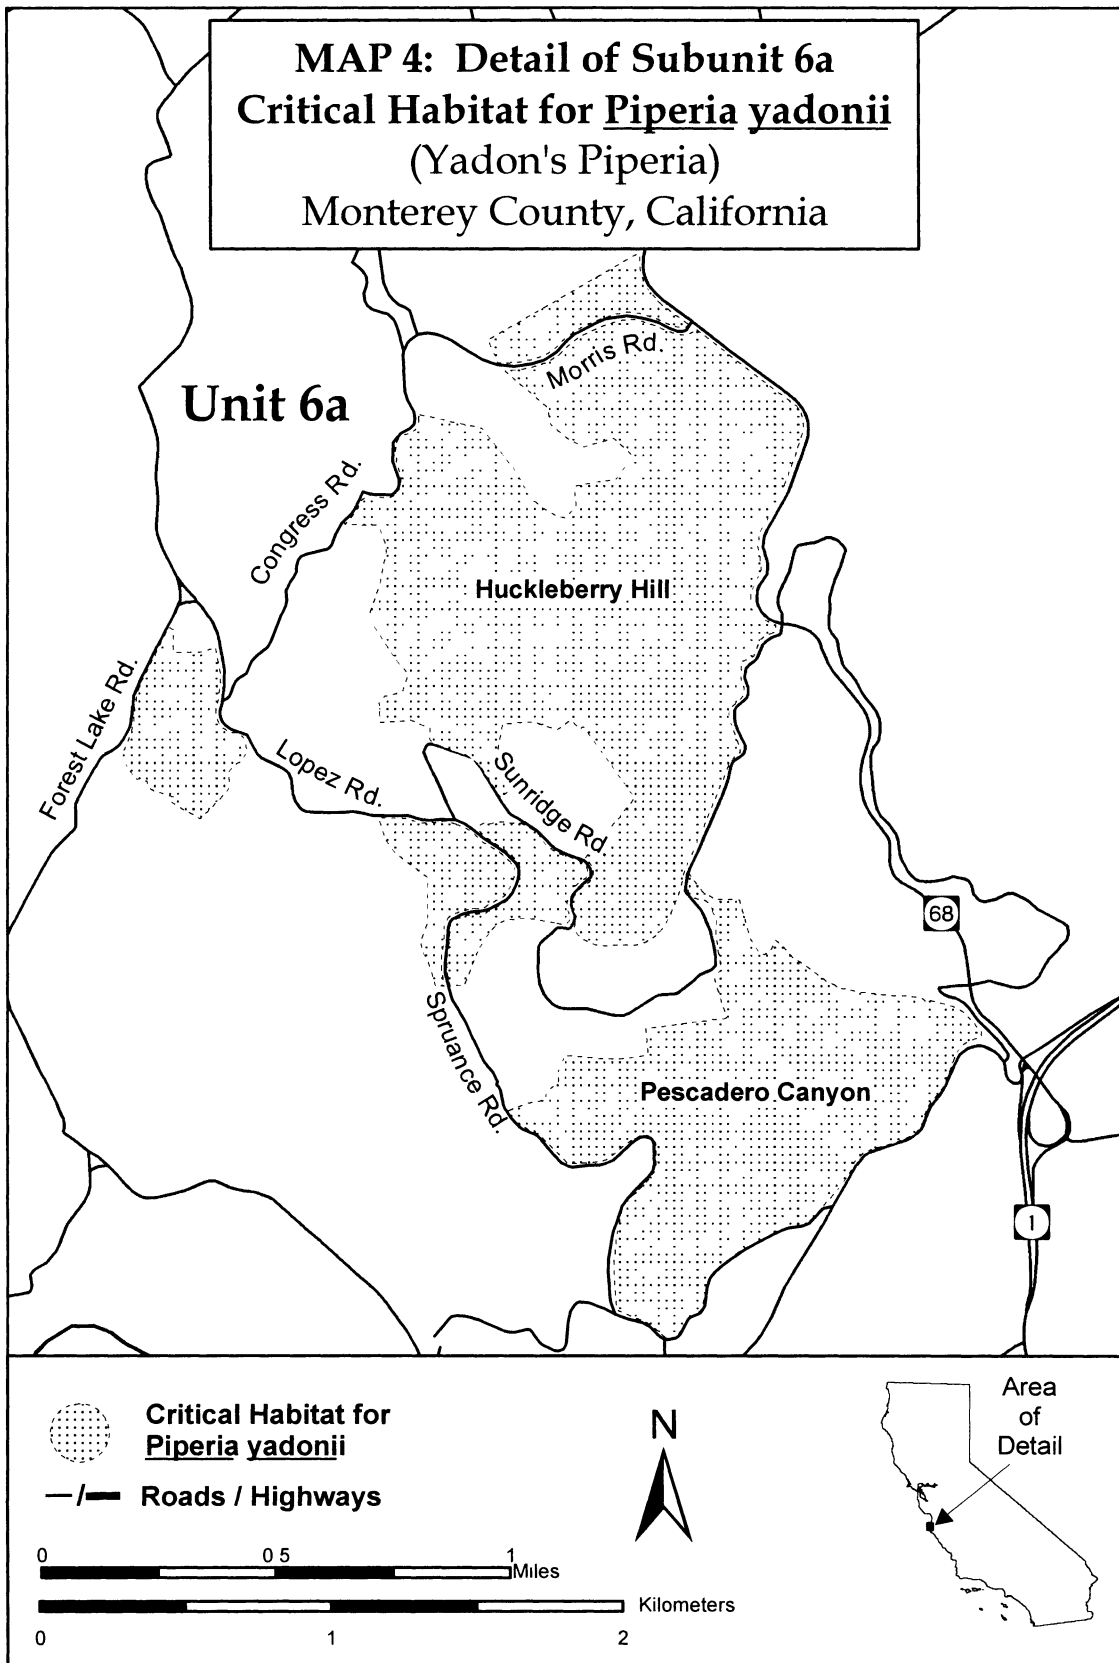 MAP 4: Detail of Subunit 6a
Critical Habitat for Piperia yadonii
(Yadon's Piperia)
Monterey County, California
Morris Rd.
Unit 6a
Congress Rd.
Huckleberry Hill
Forest Lake Rd.
Lopez Rd.
Sunridge Rd.
68
Spruance Rd.
Pescadero Canyon
1
Critical Habitat for
Piperia yadonii
Roads / Highways
N
Area
of
Detail
0 0 5 1
Miles
Kilometers
0 1 2